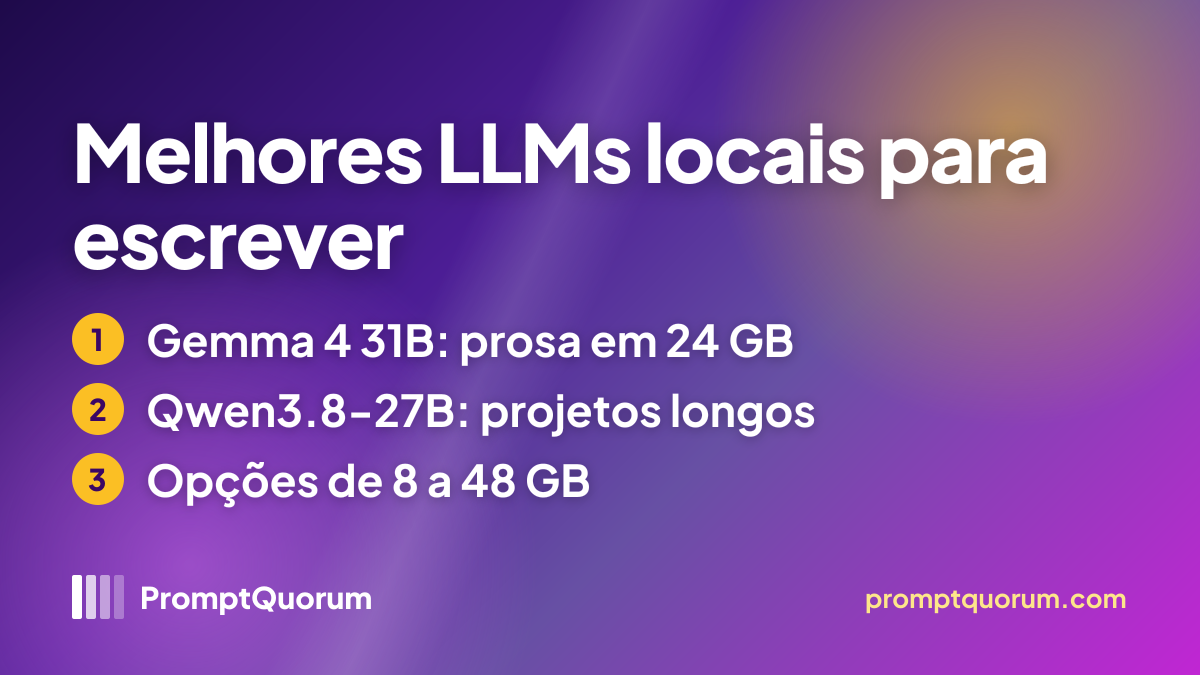 Melhores LLMs locais para
escrever
1 Gemma 4 31B: prosa em 24 GB
2 Qwen3.8-27B: projetos longos
3 Opções de 8 a 48 GB
PromptQuorum
promptquorum.com